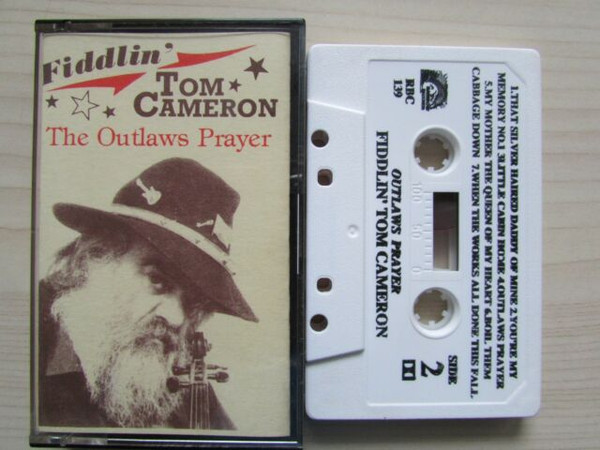 Fiddlin'
TOM
CAMERON
The Outlaws Prayer
RBC
139
1.THAT SILVER HAIRED DADDY OF MINE 2.YOU'RE MY
MEMORY NO.1 3.LITTLE CABIN HOME 4.OUTLAWS PRAYER
5.MY MOTHER THE QUEEN OF MY HEART 6.BOIL THEM
CABBAGE DOWN 7.WHEN THE WORKS ALL DONE THIS FALL
OUTLAWS PRAYER
FIDDLIN' TOM CAMERON
100 50 0
SIDE
2